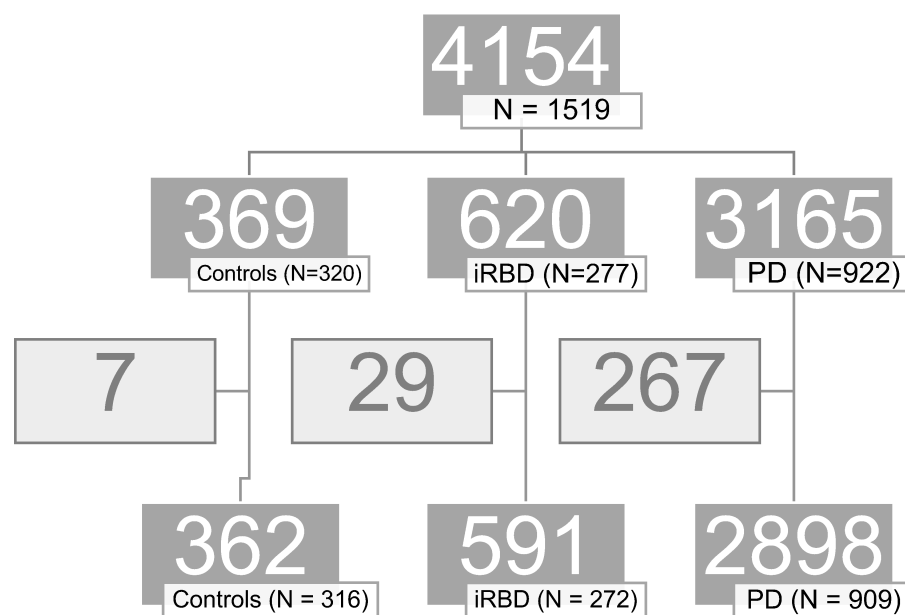 4154
N = 1519
369
620
3165
Controls (N=320)
iRBD (N=277)
PD (N=922)
7
29
267
362
591
2898
Controls (N = 316)
iRBD (N = 272)
PD (N = 909)